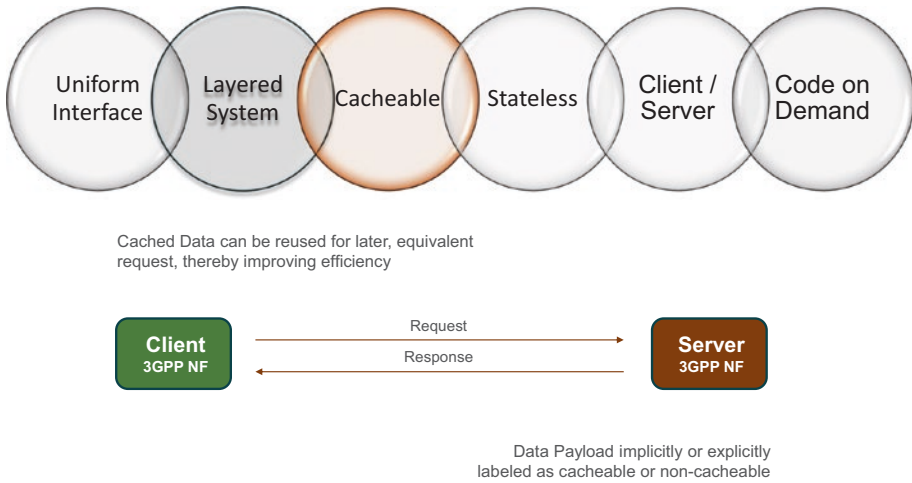 Uniform
Interface
Layered
System
Cacheable
Stateless
Client /
Server
Code on
Demand
Cached Data can be reused for later, equivalent
request, thereby improving efficiency
Client
3GPP NF
Request
Response
Server
3GPP NF
Data Payload implicitly or explicitly
labeled as cacheable or non-cacheable